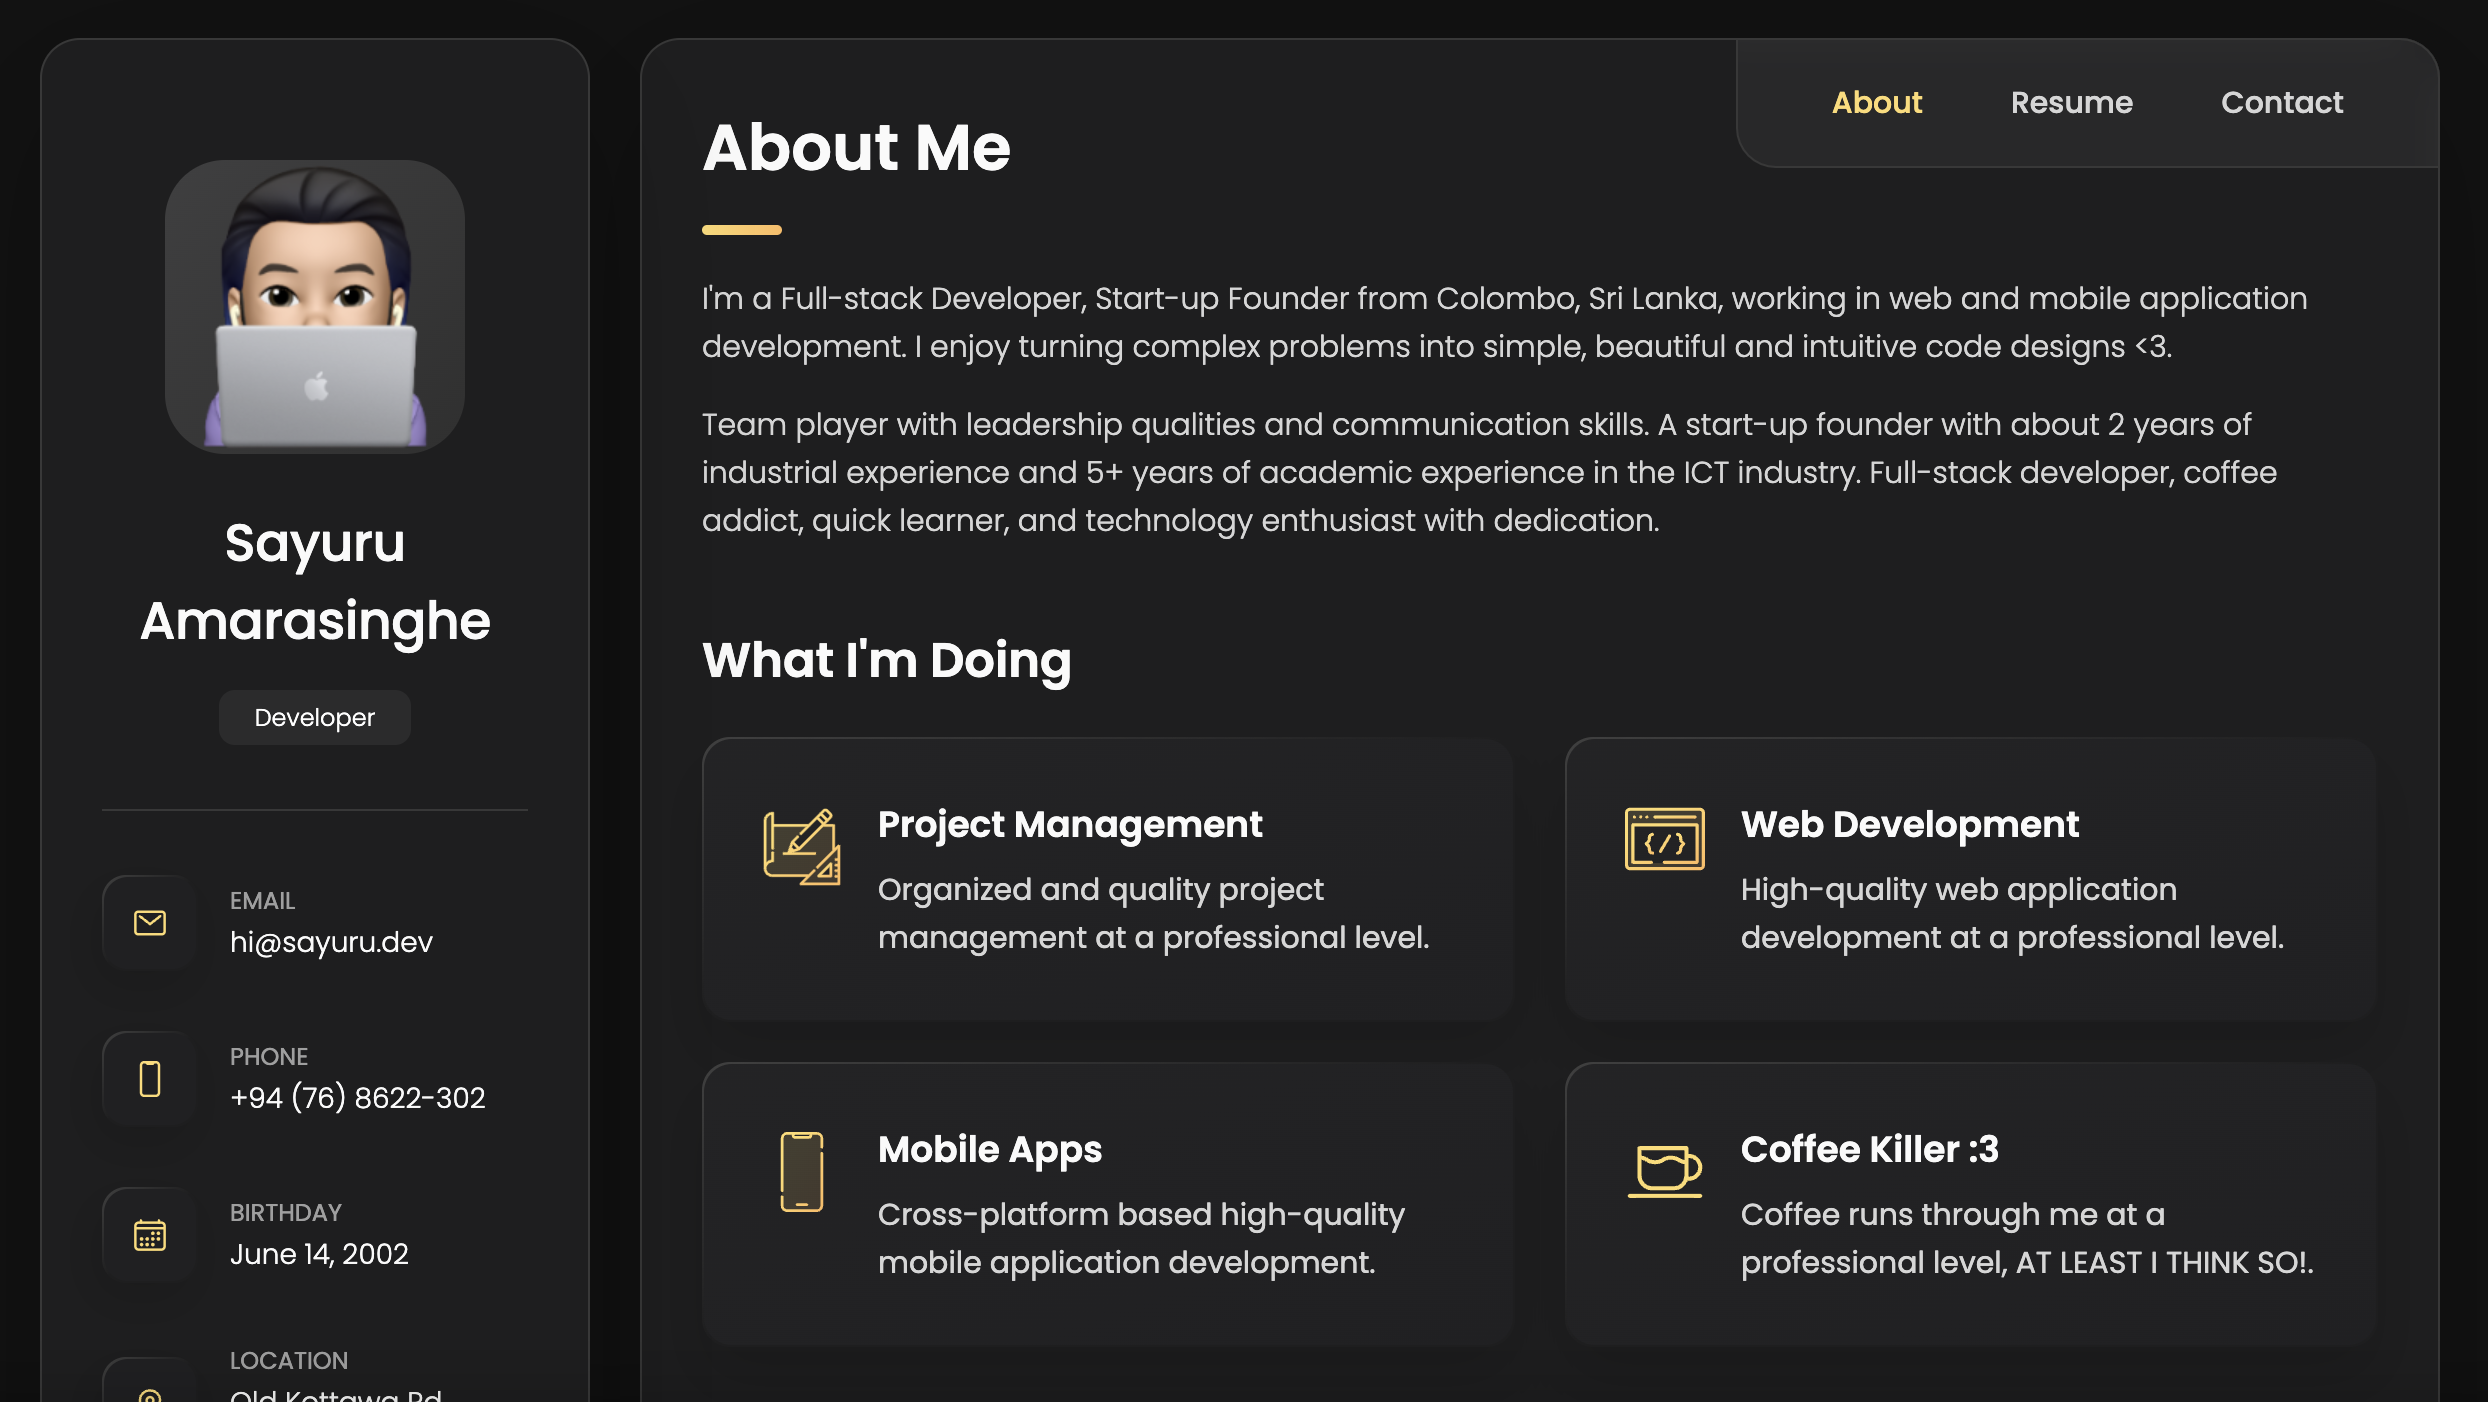 Sayuru
Amarasinghe
Developer
EMAIL
hi@sayuru.dev
PHONE
+94 (76) 8622-302
BIRTHDAY
June 14, 2002
LOCATION
Old Kottawa Rd
About
Resume
Contact
About Me
I'm a Full-stack Developer, Start-up Founder from Colombo, Sri Lanka, working in web and mobile application
development. I enjoy turning complex problems into simple, beautiful and intuitive code designs <3.
Team player with leadership qualities and communication skills. A start-up founder with about 2 years of
industrial experience and 5+ years of academic experience in the ICT industry. Full-stack developer, coffee
addict, quick learner, and technology enthusiast with dedication.
What I'm Doing
Project Management
Organized and quality project
management at a professional level.
Web Development
High-quality web application
development at a professional level.
Mobile Apps
Cross-platform based high-quality
mobile application development.
Coffee Killer :3
Coffee runs through me at a
professional level, AT LEAST I THINK SO!.